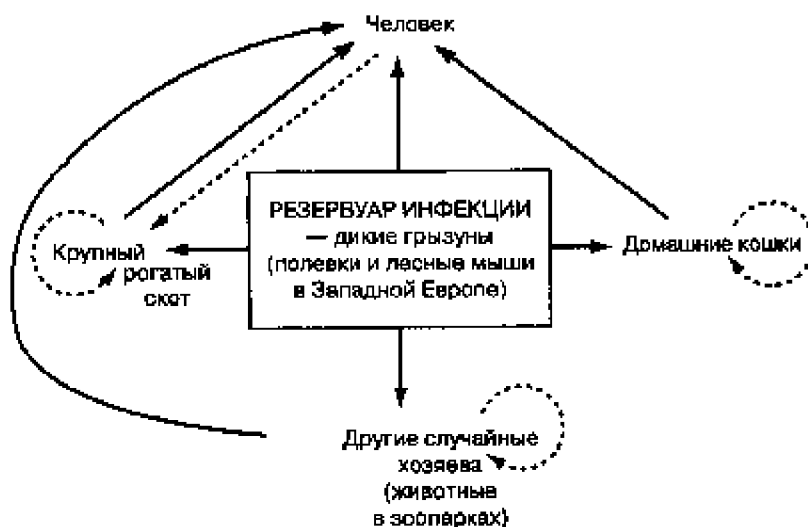 Человек
РЕЗЕРВУАР ИНФЕКЦИИ
— дикие грызуны
(полевки и лесные мыши
в Западной Европе)
Крупный
рогатый
скот
Домашние кошки
Другие случайные
хозяева
(животные
в зоопарках)